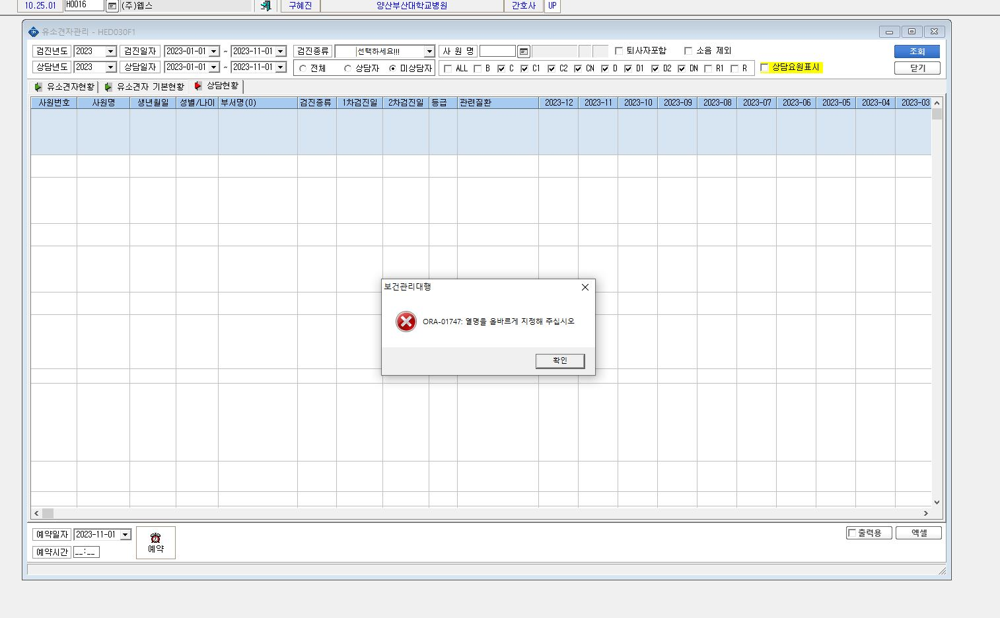 10.25.01 H0016 (주)웹스 구혜진 양산부산대학교병원 간호사 UP
유소견자관리 - HED030F1
검진년도 2023 검진일자 2023-01-01 ~ 2023-11-01 검진종류 선택하세요!!! 사 원 명 퇴사자포함 소음 제외 조회
상담년도 2023 상담일자 2023-01-01 ~ 2023-11-01 전체 상담자 미상담자 ALL B C C1 C2 CN D D1 D2 DN R1 R 상담요원표시 닫기
유소견자현황 유소견자 기본현황 상담현황
사원번호 사원명 생년월일 성별/나이 부서명(0) 검진종류 1차검진일 2차검진일 등급 관련질환 2023-12 2023-11 2023-10 2023-09 2023-08 2023-07 2023-06 2023-05 2023-04 2023-03
보건관리대행
ORA-01747: 열명을 올바르게 지정해 주십시오
확인
예약일자 2023-11-01 예약 출력용 엑셀
예약시간 __:__